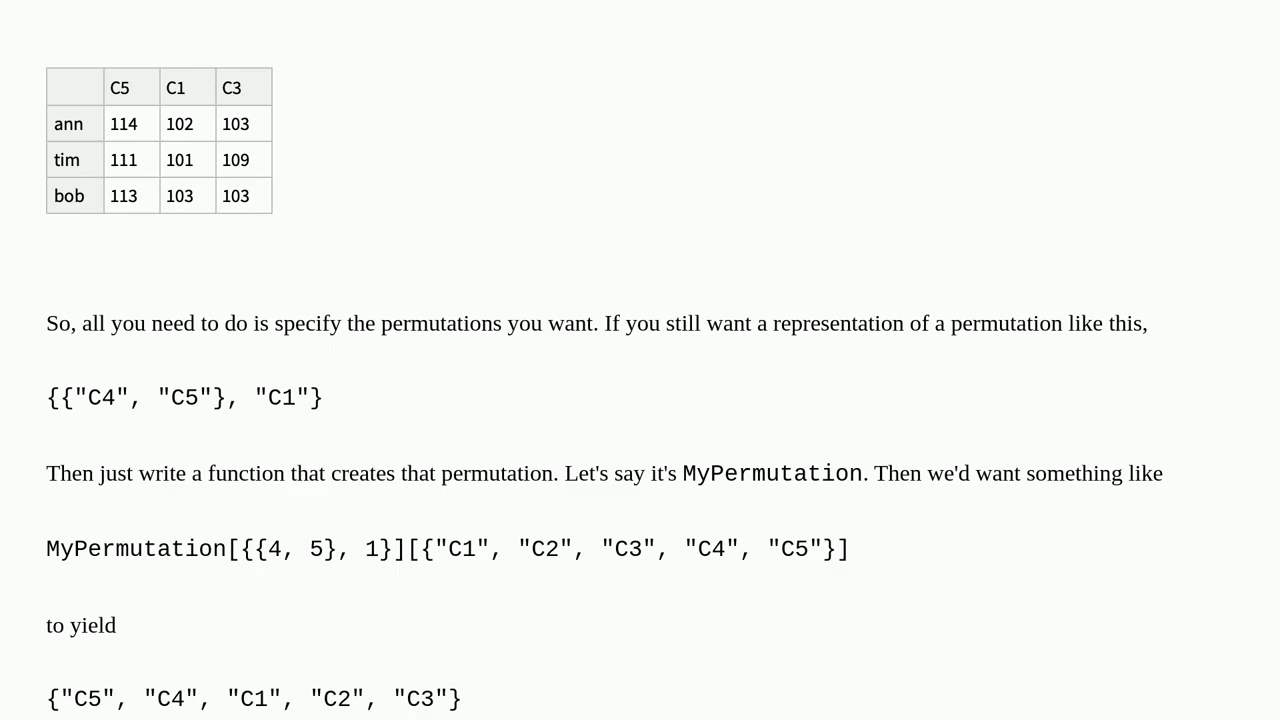 C5 C1 C3
ann 114 102 103
tim 111 101 109
bob 113 103 103
So, all you need to do is specify the permutations you want. If you still want a representation of a permutation like this,
{{"C4", "C5"}, "C1"}
Then just write a function that creates that permutation. Let's say it's MyPermutation. Then we'd want something like
MyPermutation[{{4, 5}, 1}][{"C1", "C2", "C3", "C4", "C5"}]
to yield
{"C5", "C4", "C1", "C2", "C3"}